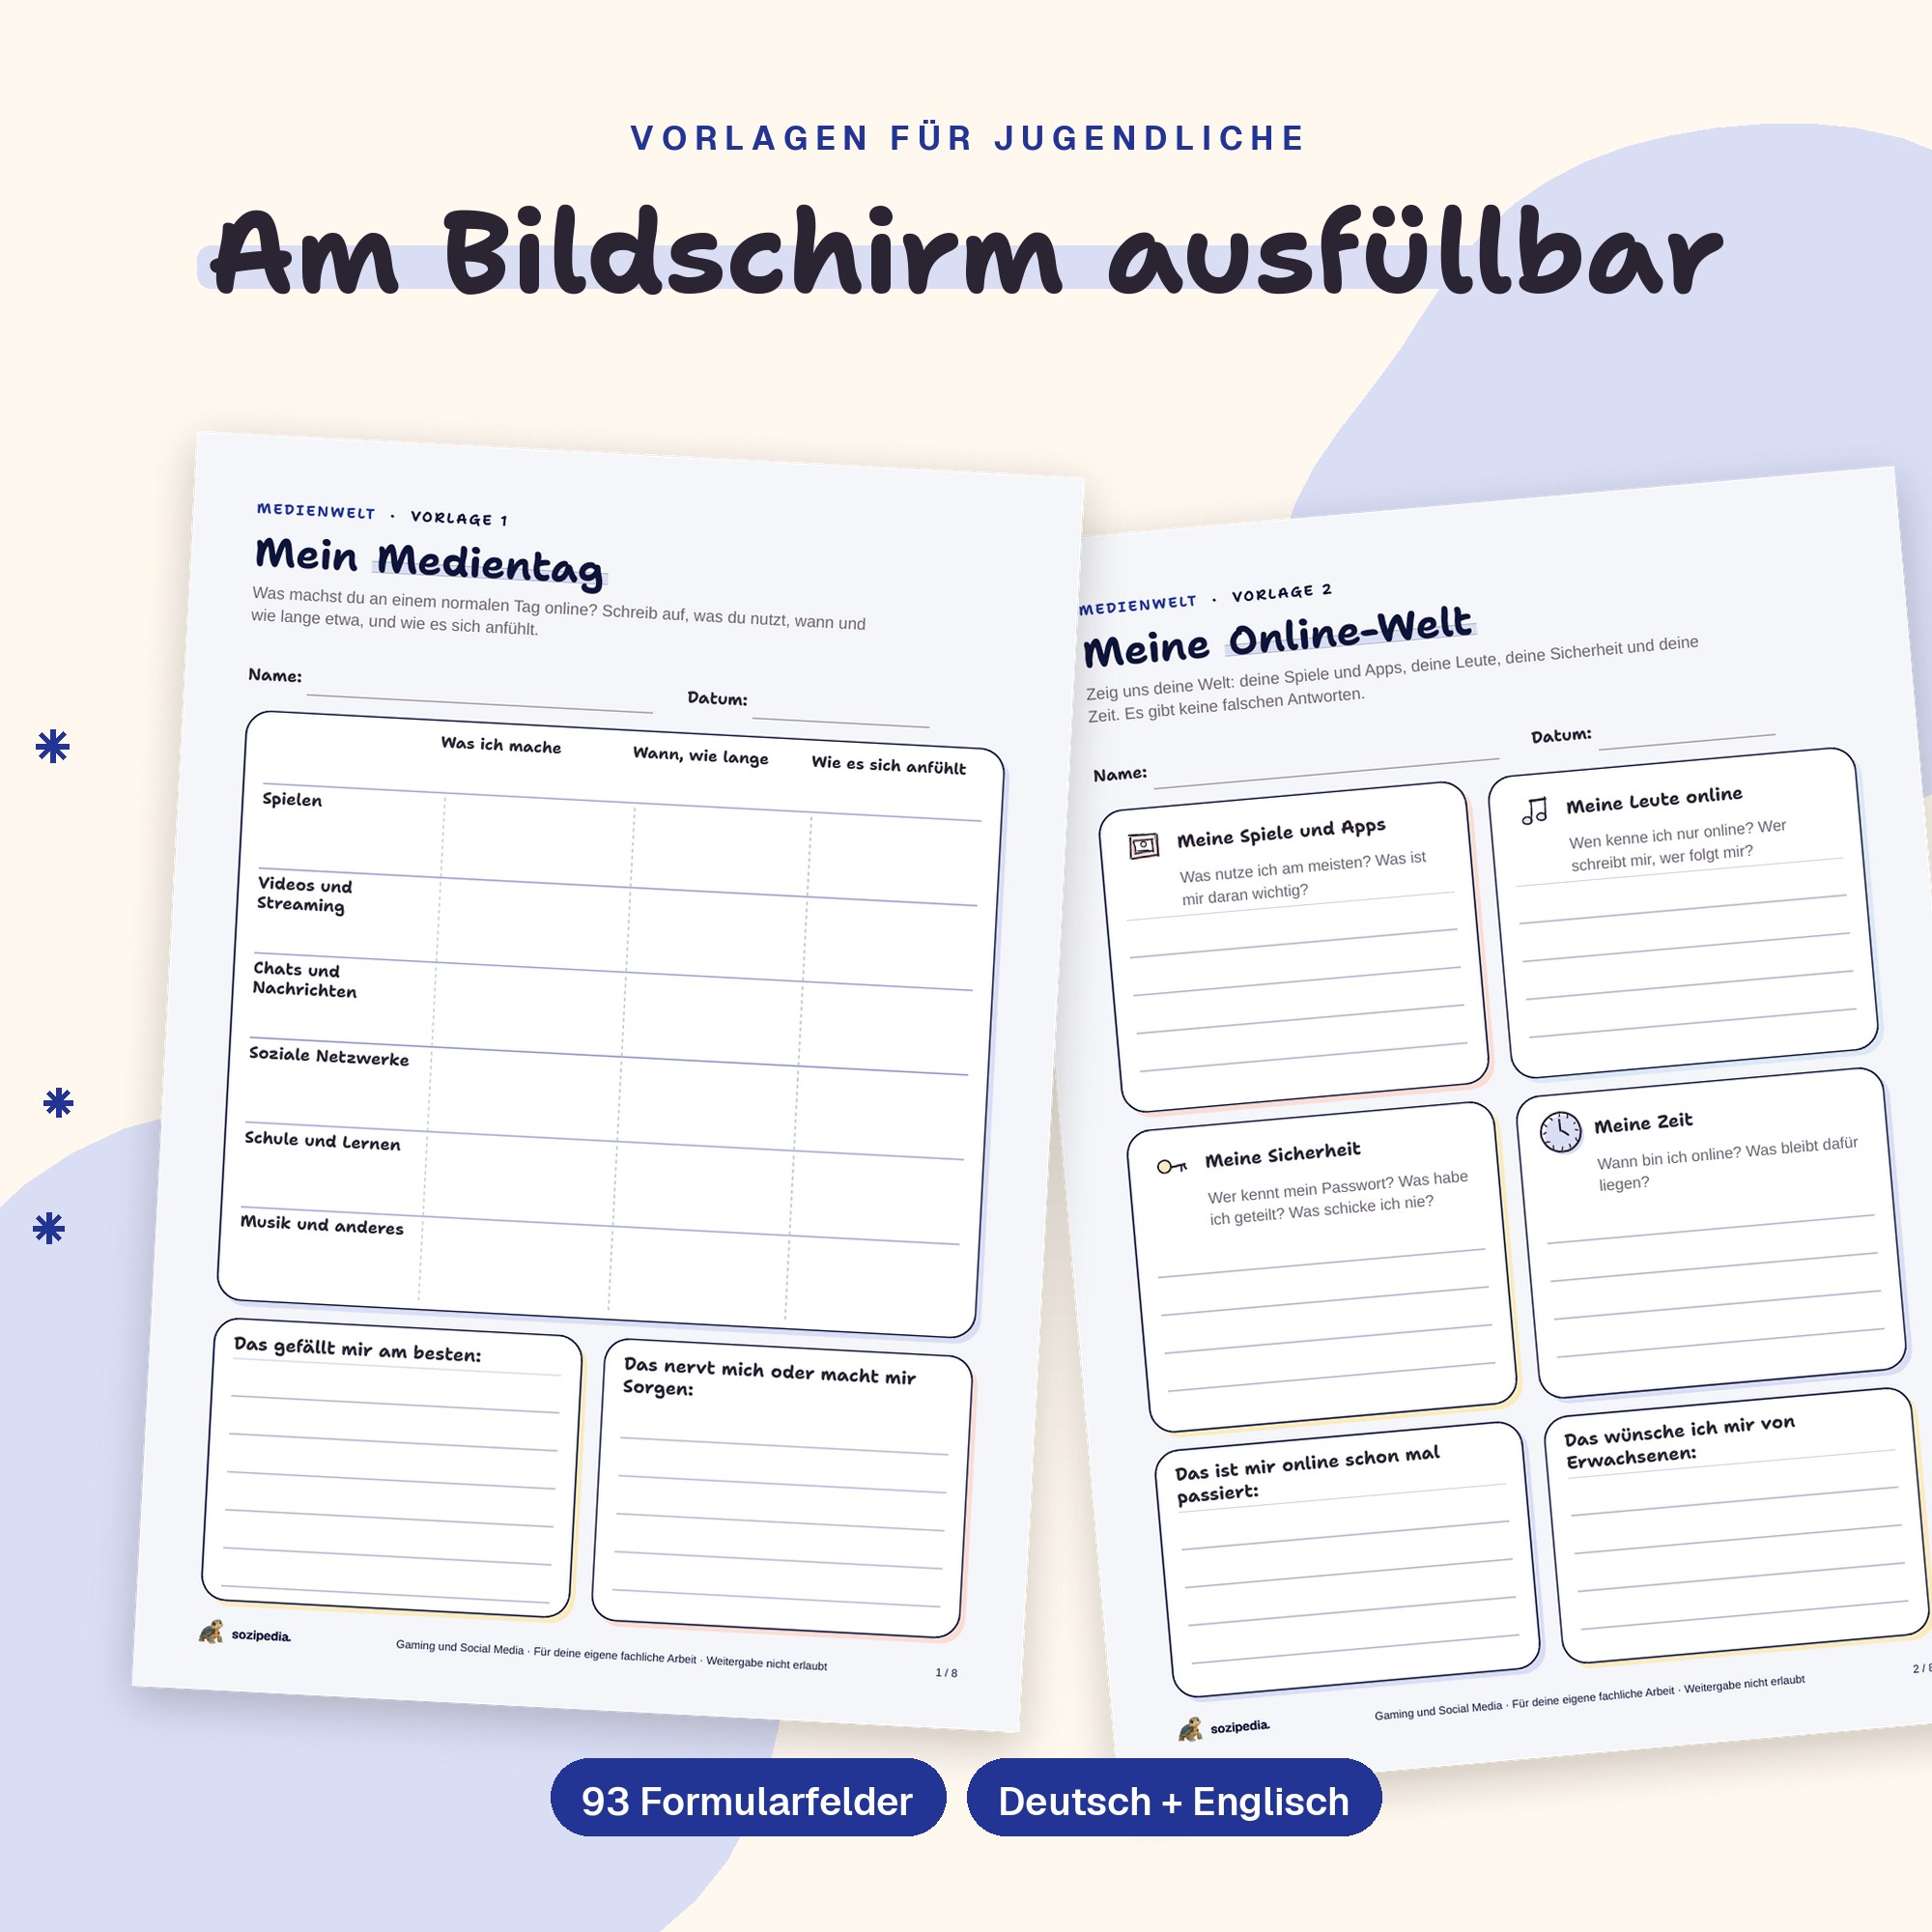 VORLAGEN FÜR JUGENDLICHE
Am Bildschirm ausfüllbar
MEDIENWELT · VORLAGE 1
Mein Medientag
Was machst du an einem normalen Tag online? Schreib auf, was du nutzt, wann und
wie lange etwa, und wie es sich anfühlt.
Name:
Datum:
Was ich mache
Wann, wie lange
Wie es sich anfühlt
Spielen
Videos und
Streaming
Chats und
Nachrichten
Soziale Netzwerke
Schule und Lernen
Musik und anderes
Das gefällt mir am besten:
Das nervt mich oder macht mir
Sorgen:
sozipedia.
Gaming und Social Media · Für deine eigene fachliche Arbeit · Weitergabe nicht erlaubt
1 / 8
MEDIENWELT · VORLAGE 2
Meine Online-Welt
Zeig uns deine Welt: deine Spiele und Apps, deine Leute, deine Sicherheit und deine
Zeit. Es gibt keine falschen Antworten.
Name:
Datum:
Meine Spiele und Apps
Was nutze ich am meisten? Was ist
mir daran wichtig?
Meine Leute online
Wen kenne ich nur online? Wer
schreibt mir, wer folgt mir?
Meine Sicherheit
Wer kennt mein Passwort? Was habe
ich geteilt? Was schicke ich nie?
Meine Zeit
Wann bin ich online? Was bleibt dafür
liegen?
Das ist mir online schon mal
passiert:
Das wünsche ich mir von
Erwachsenen:
sozipedia.
Gaming und Social Media · Für deine eigene fachliche Arbeit · Weitergabe nicht erlaubt
2 / 8
93 Formularfelder
Deutsch + Englisch